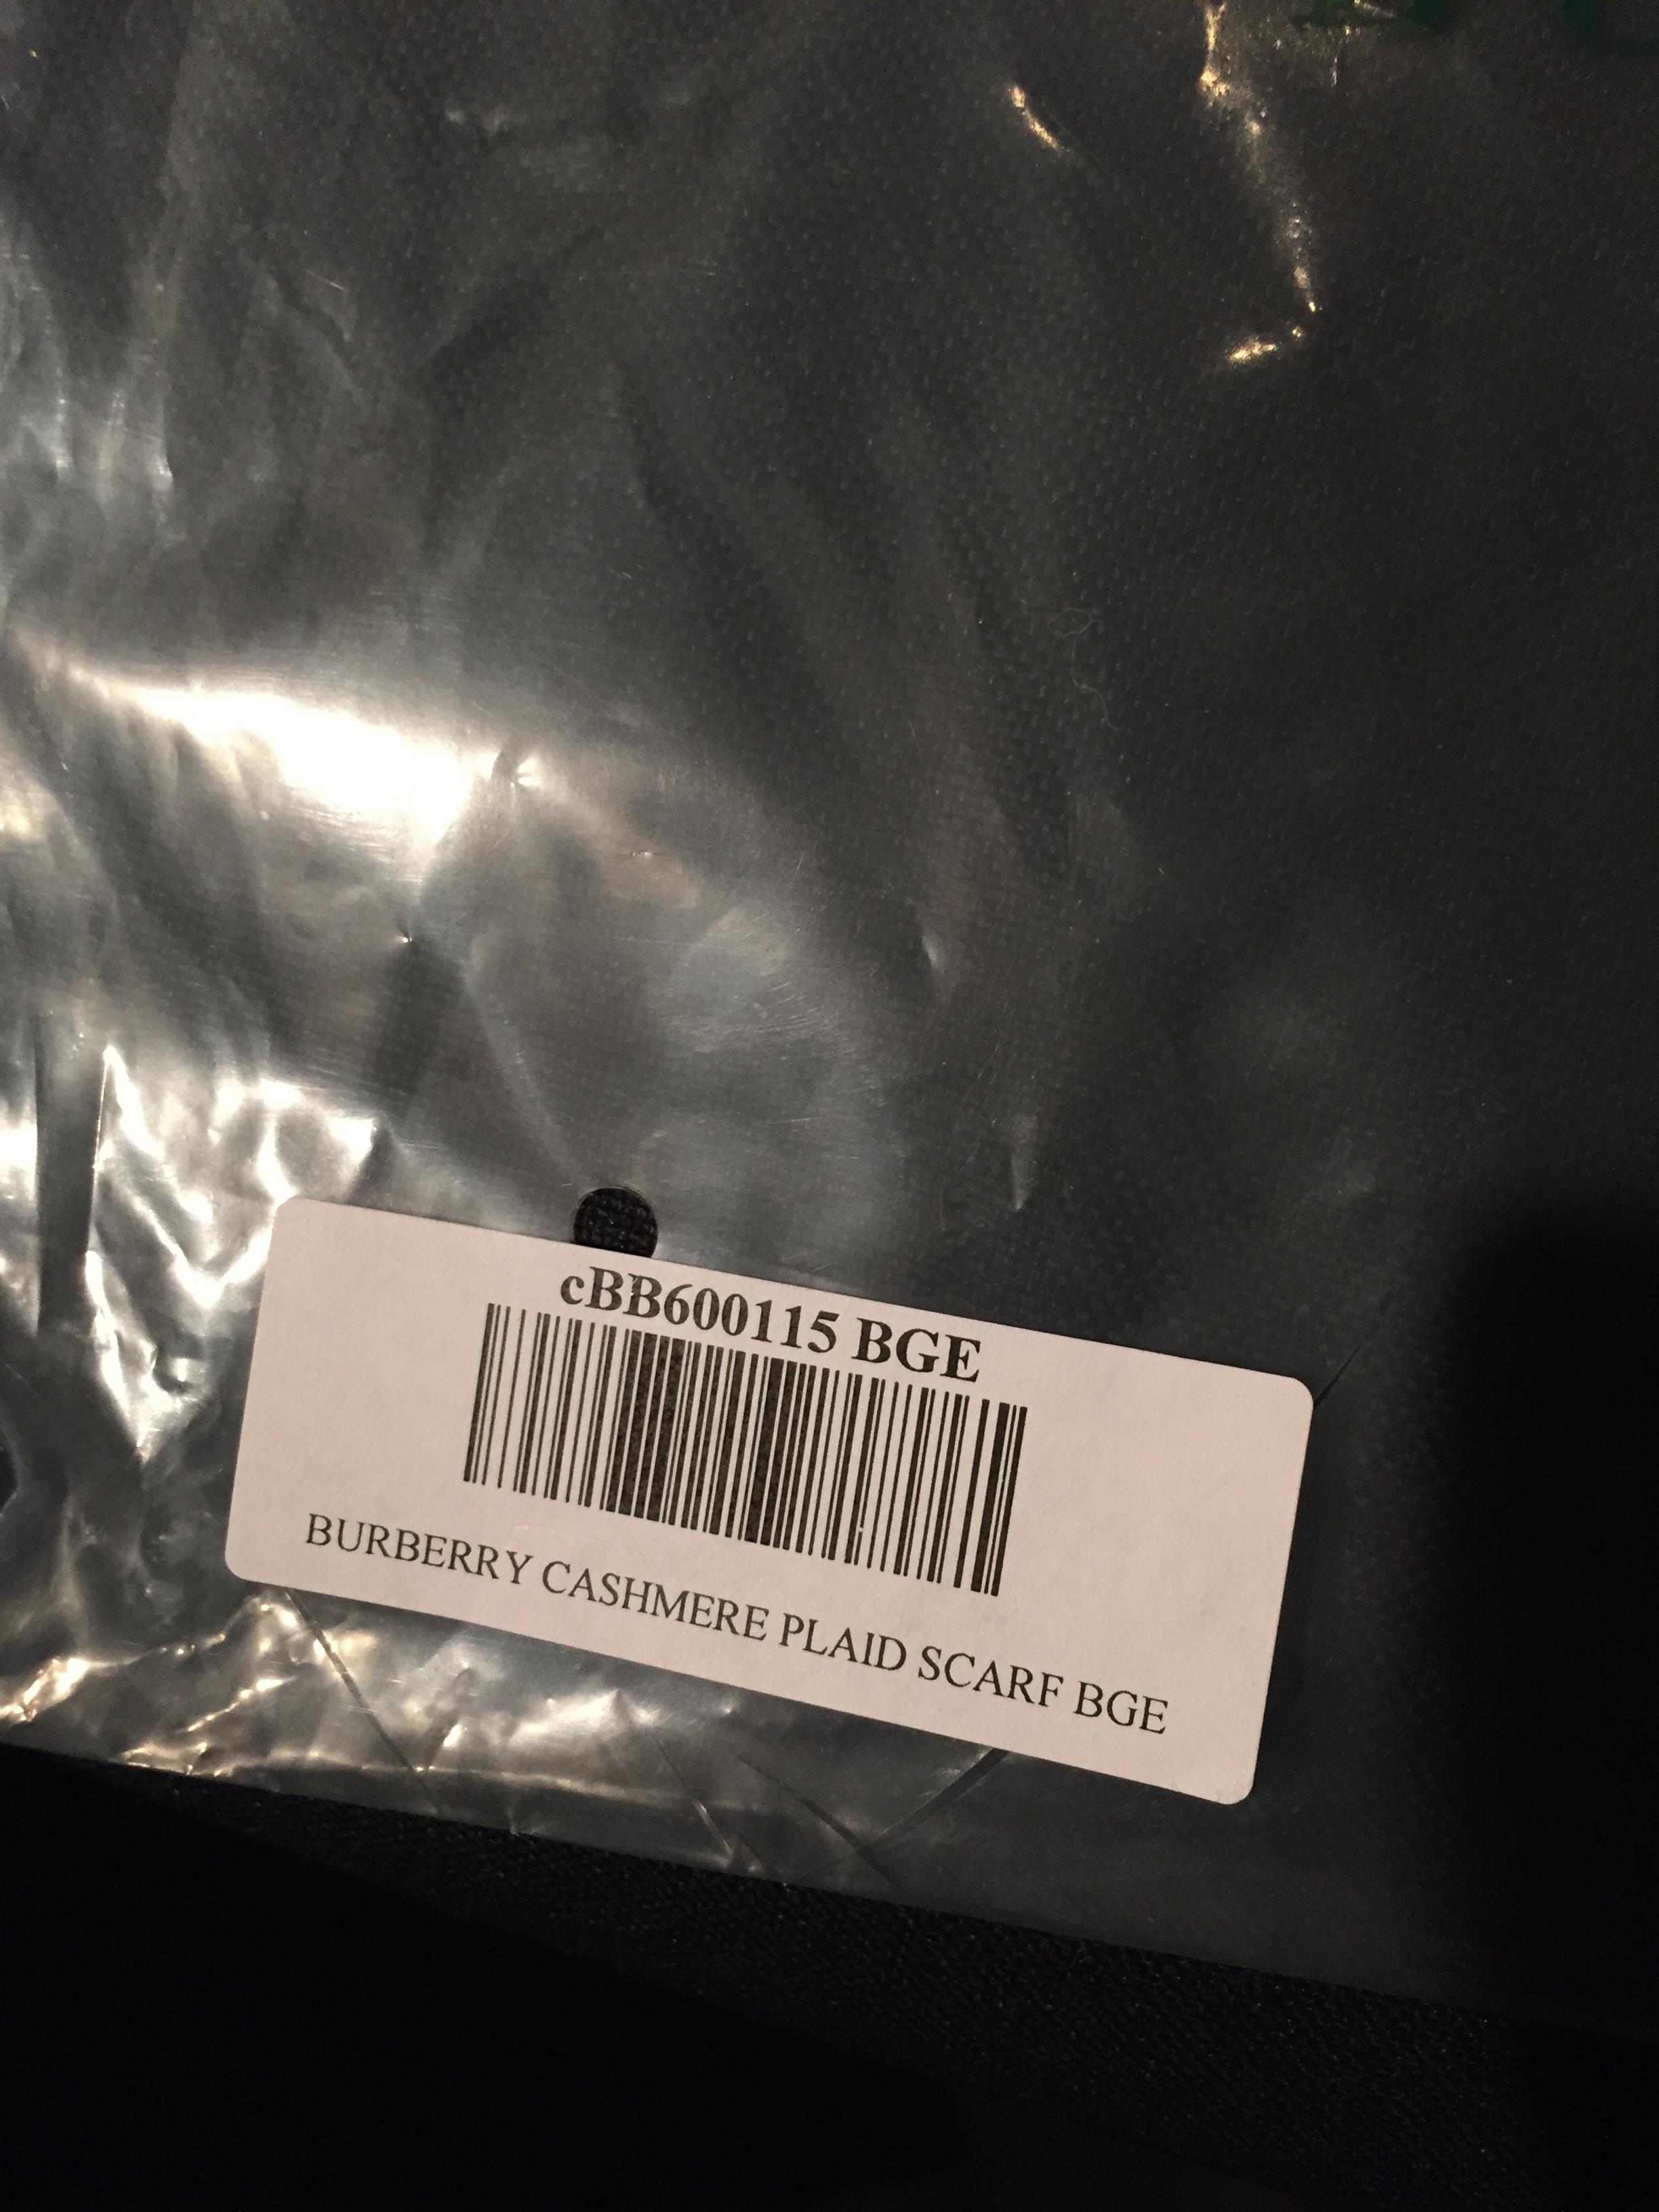 cBB600115 BGE
BURBERRY CASHMERE PLAID SCARF BGE